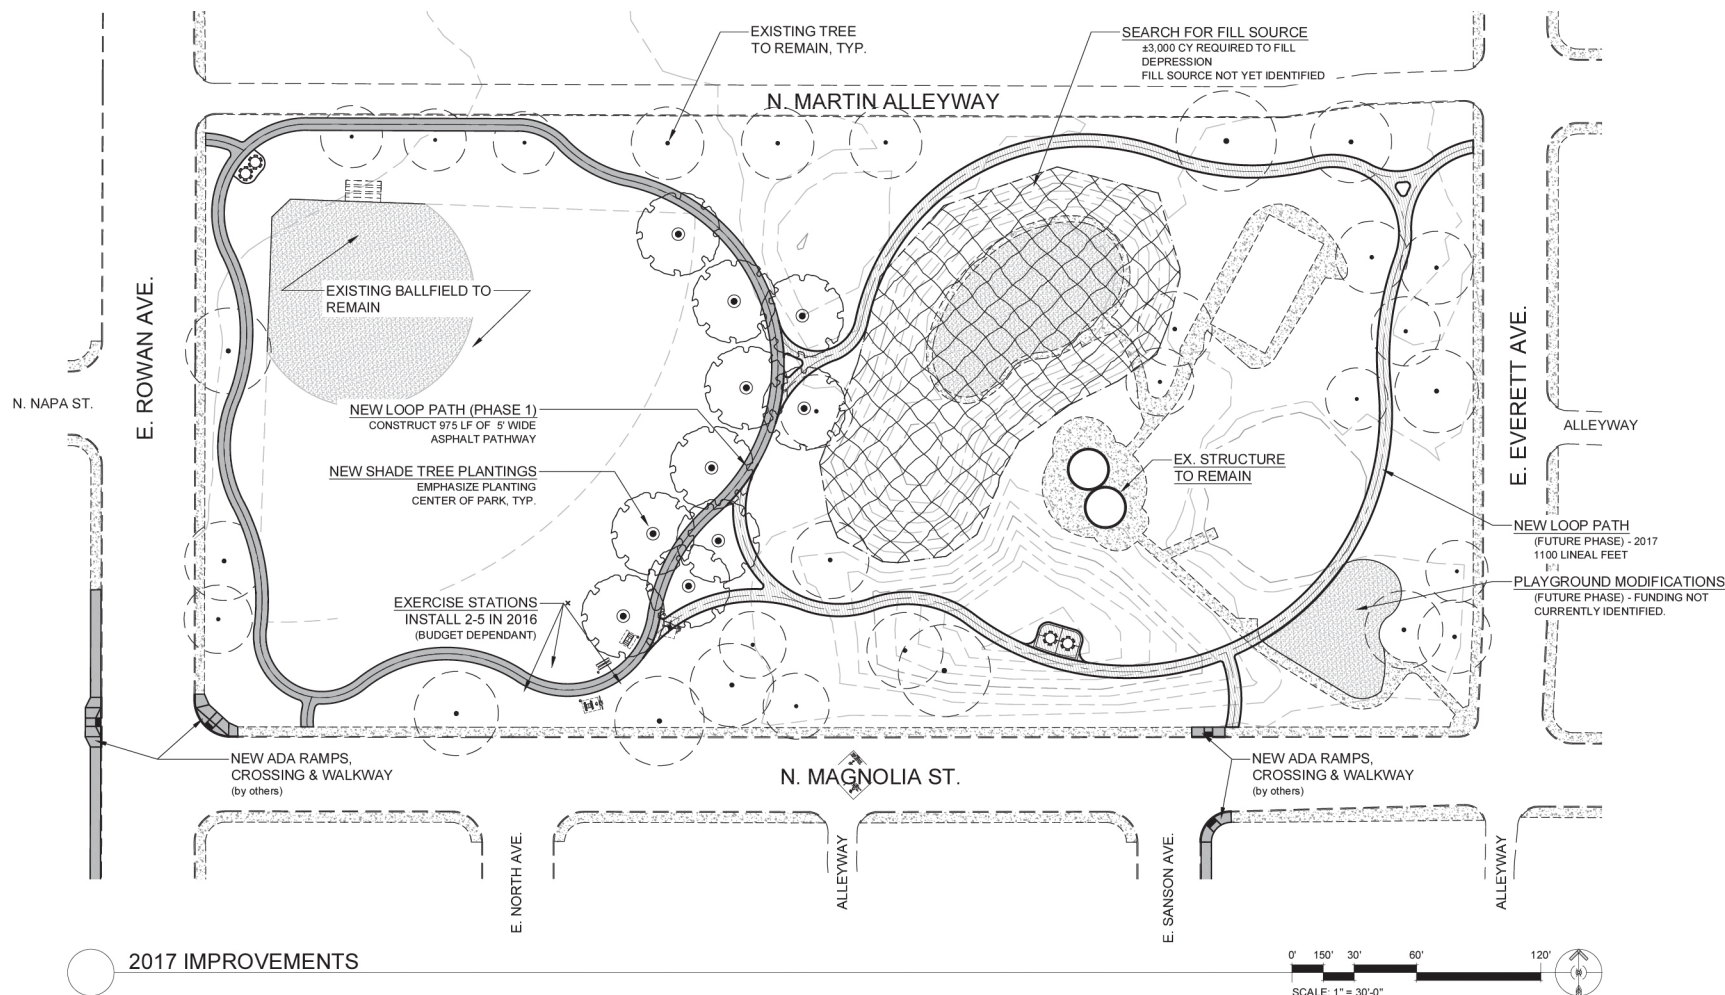 EXISTING TREE
TO REMAIN, TYP.
SEARCH FOR FILL SOURCE
±3,000 CY REQUIRED TO FILL
DEPRESSION
FILL SOURCE NOT YET IDENTIFIED
N. MARTIN ALLEYWAY
E. ROWAN AVE.
EXISTING BALLFIELD TO
REMAIN
N. NAPA ST.
NEW LOOP PATH (PHASE 1)
CONSTRUCT 975 LF OF 5' WIDE
ASPHALT PATHWAY
NEW SHADE TREE PLANTINGS
EMPHASIZE PLANTING
CENTER OF PARK, TYP.
EX. STRUCTURE
TO REMAIN
E. EVERETT AVE.
ALLEYWAY
NEW LOOP PATH
(FUTURE PHASE) - 2017
1100 LINEAL FEET
PLAYGROUND MODIFICATIONS
(FUTURE PHASE) - FUNDING NOT
CURRENTLY IDENTIFIED.
EXERCISE STATIONS
INSTALL 2-5 IN 2016
(BUDGET DEPENDANT)
NEW ADA RAMPS,
CROSSING & WALKWAY
(by others)
N. MAGNOLIA ST.
NEW ADA RAMPS,
CROSSING & WALKWAY
(by others)
E. NORTH AVE.
ALLEYWAY
E. SANSON AVE.
ALLEYWAY
2017 IMPROVEMENTS
0' 150' 30' 60' 120'
SCALE: 1" = 30'-0"